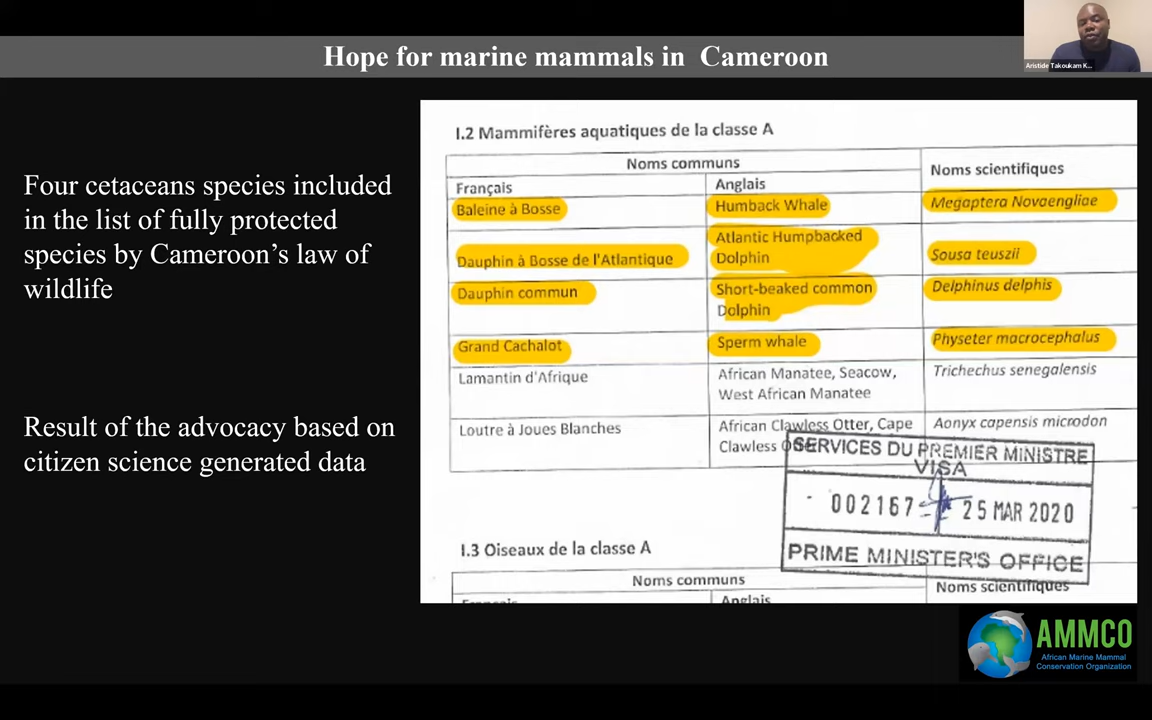 Hope for marine mammals in Cameroon
Aristide Takoukam K...
Four cetaceans species included
in the list of fully protected
species by Cameroon's law of
wildlife
Result of the advocacy based on
citizen science generated data
I.2 Mammifères aquatiques de la classe A
Noms communs
Noms scientifiques
Français
Anglais
Baleine à Bosse
Humback Whale
Megaptera Novaengliae
Dauphin à Bosse de l'Atlantique
Atlantic Humpbacked
Dolphin
Sousa teuszii
Dauphin commun
Short-beaked common
Dolphin
Delphinus delphis
Grand Cachalot
Sperm whale
Physeter macrocephalus
Lamantin d'Afrique
African Manatee, Seacow,
West African Manatee
Trichechus senegalensis
Loutre à Joues Blanches
African Clawless Otter, Cape
Clawless
Aonyx capensis microdon
SERVICES DU PREMIER MINISTRE
VISA
002167
25 MAR 2020
PRIME MINISTER'S OFFICE
I.3 Oiseaux de la classe A
Noms communs
Noms scientifiques
Français
Anglais
AMMCO
African Marine Mammal
Conservation Organization